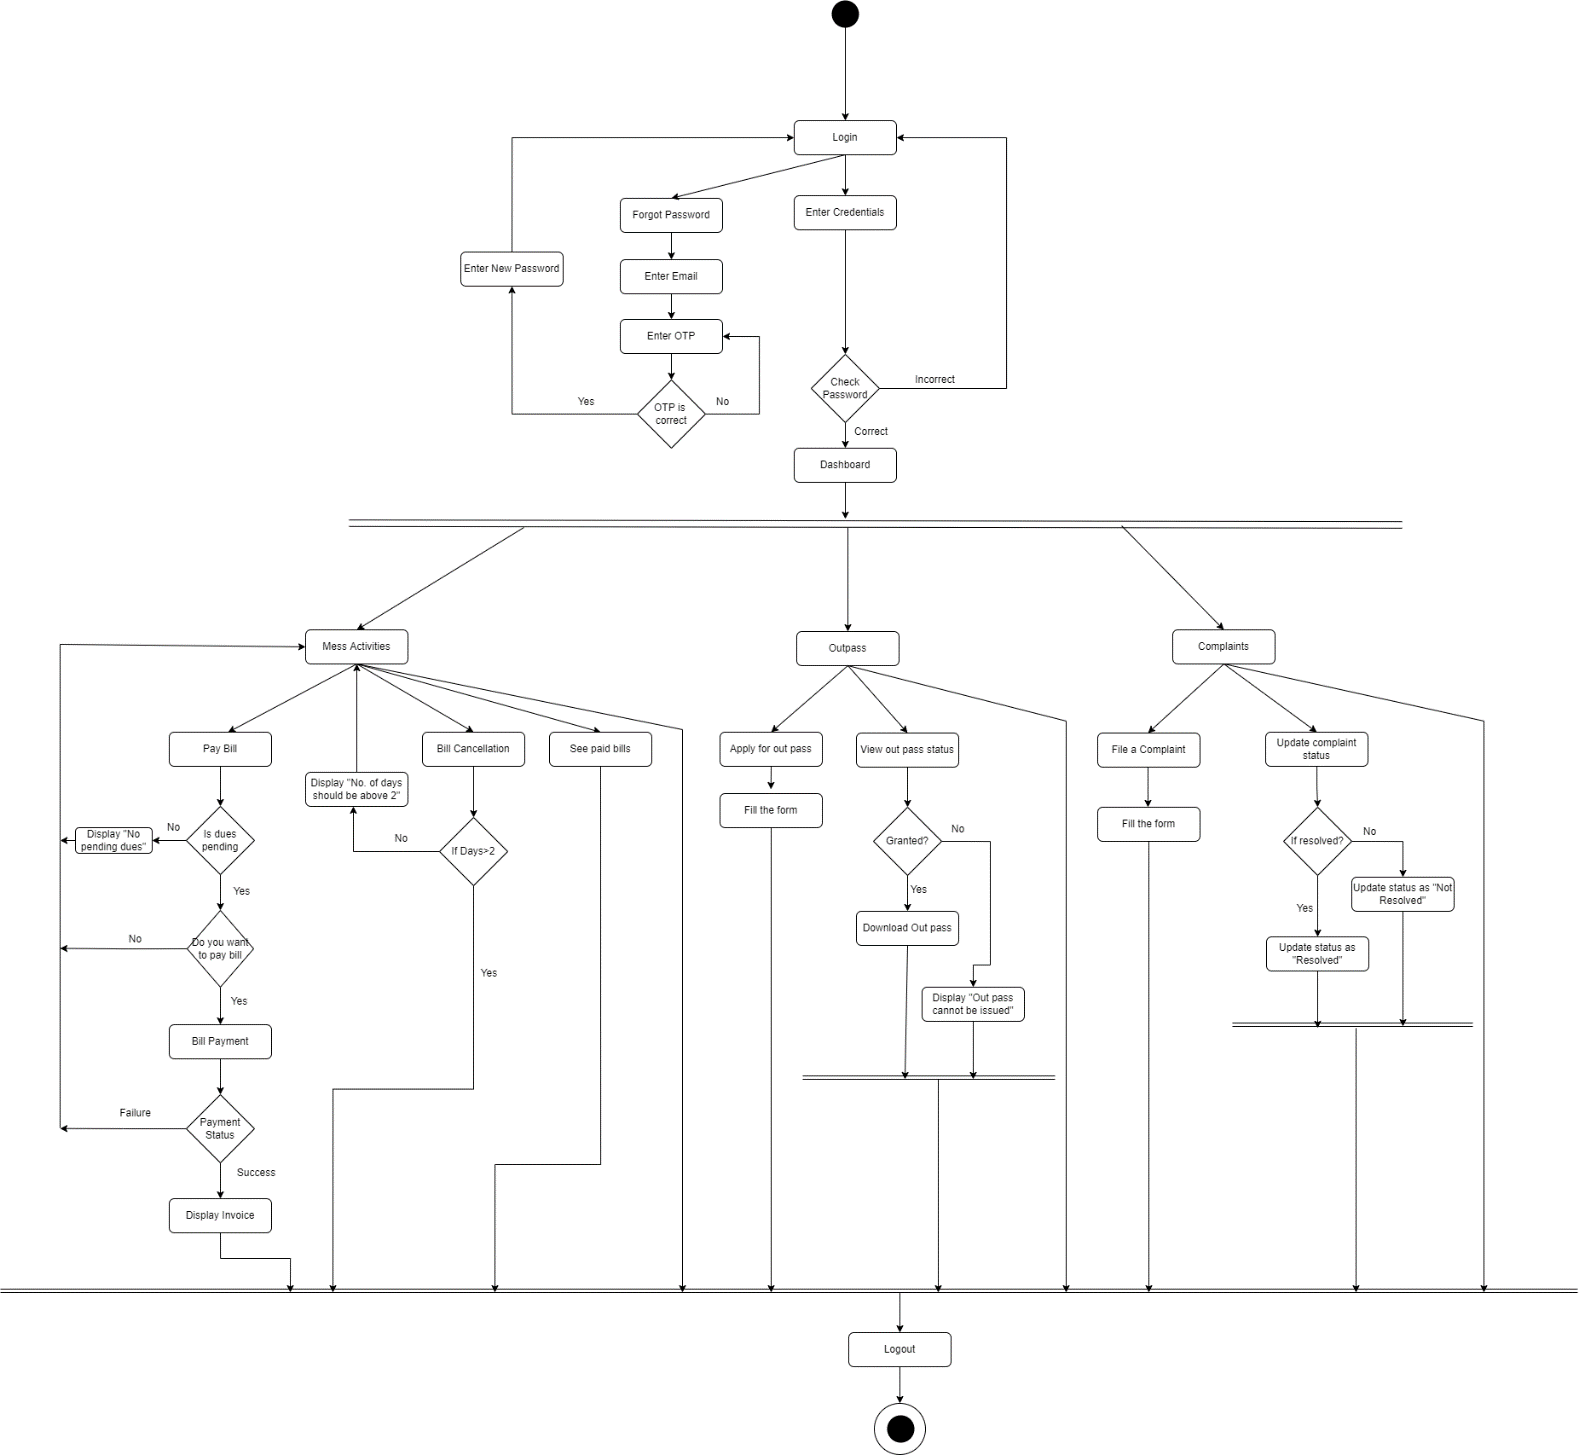 Login
Forgot Password
Enter Credentials
Enter New Password
Enter Email
Enter OTP
Check
Password
Incorrect
OTP is
correct
Yes
No
Correct
Dashboard
Mess Activities
Outpass
Complaints
Pay Bill
Display "No. of days
should be above 2"
Bill Cancellation
See paid bills
Apply for out pass
View out pass status
File a Complaint
Update complaint
status
Fill the form
Fill the form
Display "No
pending dues"
No
Is dues
pending
No
If Days>2
Granted?
No
If resolved?
No
Yes
Yes
Update status as "Not
Resolved"
Yes
No
Do you want
to pay bill
Download Out pass
Update status as
"Resolved"
Yes
Yes
Display "Out pass
cannot be issued"
Bill Payment
Failure
Payment
Status
Success
Display Invoice
Logout